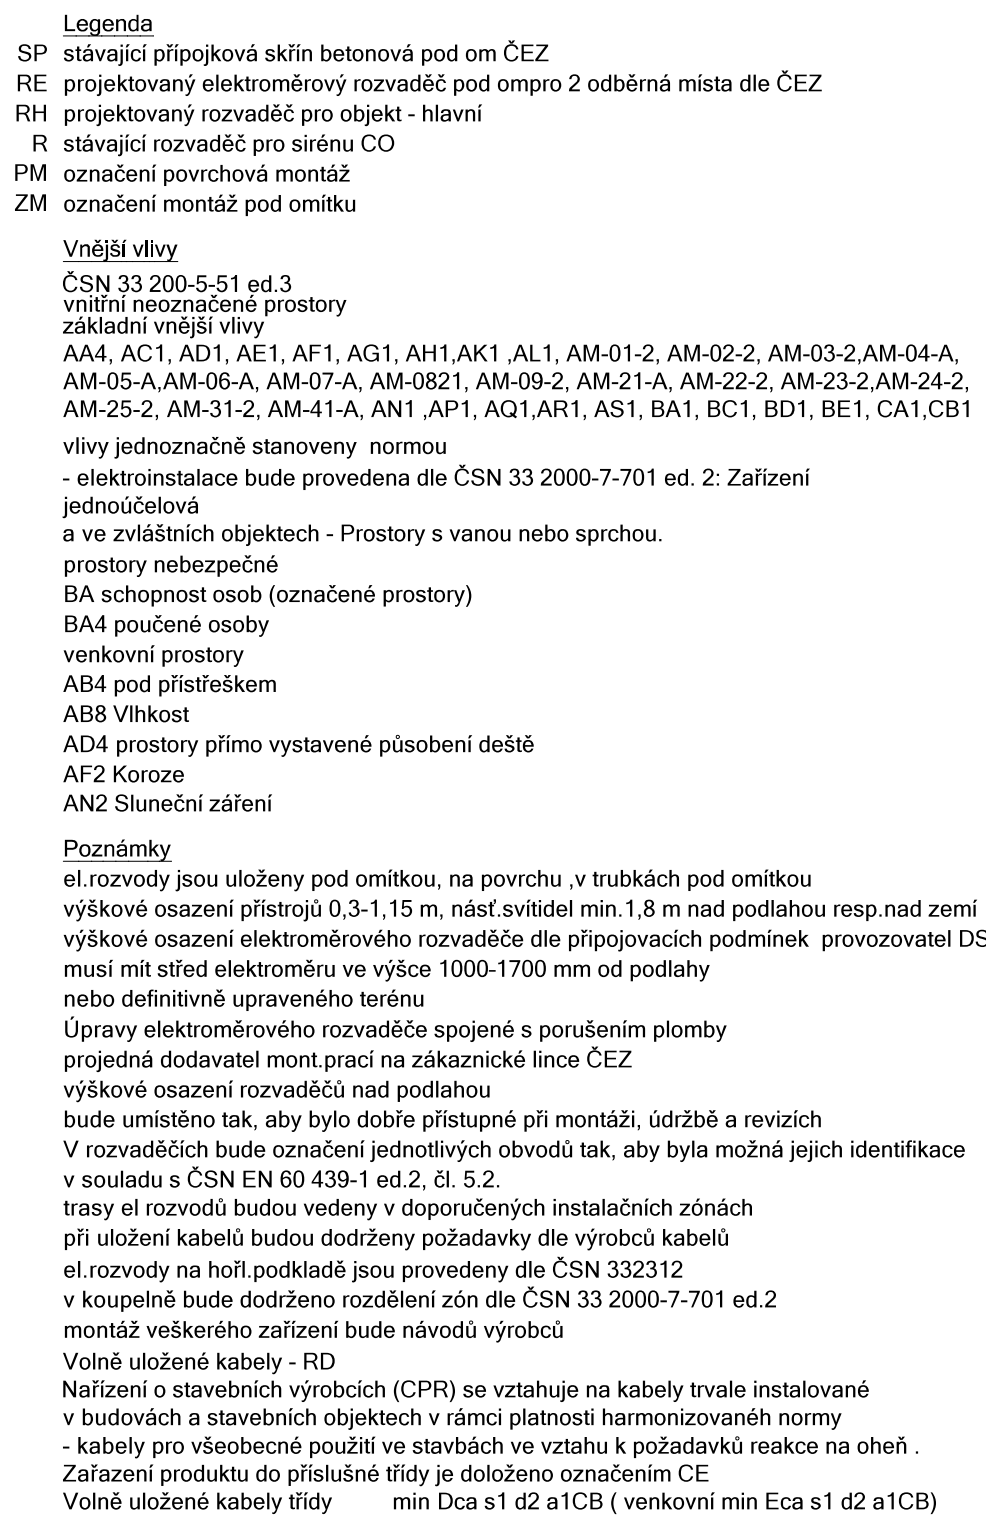 Legenda
SP stávající přípojková skřín betonová pod om ČEZ
RE projektovaný elektroměrový rozvaděč pod ompro 2 odběrná místa dle ČEZ
RH projektovaný rozvaděč pro objekt - hlavní
R stávající rozvaděč pro sirénu CO
PM označení povrchová montáž
ZM označení montáž pod omítku
Vnější vlivy
ČSN 33 200-5-51 ed.3
vnitřní neoznačené prostory
základní vnější vlivy
AA4, AC1, AD1, AE1, AF1, AG1, AH1,AK1 ,AL1, AM-01-2, AM-02-2, AM-03-2,AM-04-A,
AM-05-A,AM-06-A, AM-07-A, AM-0821, AM-09-2, AM-21-A, AM-22-2, AM-23-2,AM-24-2,
AM-25-2, AM-31-2, AM-41-A, AN1 ,AP1, AQ1,AR1, AS1, BA1, BC1, BD1, BE1, CA1,CB1
vlivy jednoznačně stanoveny  normou
- elektroinstalace bude provedena dle ČSN 33 2000-7-701 ed. 2: Zařízení
jednoúčelová
a ve zvláštních objektech - Prostory s vanou nebo sprchou.
prostory nebezpečné
BA schopnost osob (označené prostory)
BA4 poučené osoby
venkovní prostory
AB4 pod přístřeškem
AB8 Vlhkost
AD4 prostory přímo vystavené působení deště
AF2 Koroze
AN2 Sluneční záření
Poznámky
el.rozvody jsou uloženy pod omítkou, na povrchu ,v trubkách pod omítkou
výškové osazení přístrojů 0,3-1,15 m, násť.svítidel min.1,8 m nad podlahou resp.nad zemí
výškové osazení elektroměrového rozvaděče dle připojovacích podmínek  provozovatel DS
musí mít střed elektroměru ve výšce 1000-1700 mm od podlahy
nebo definitivně upraveného terénu
Úpravy elektroměrového rozvaděče spojené s porušením plomby
projedná dodavatel mont.prací na zákaznické lince ČEZ
výškové osazení rozvaděčů nad podlahou
bude umístěno tak, aby bylo dobře přístupné při montáži, údržbě a revizích
V rozvaděčích bude označení jednotlivých obvodů tak, aby byla možná jejich identifikace
v souladu s ČSN EN 60 439-1 ed.2, čl. 5.2.
trasy el rozvodů budou vedeny v doporučených instalačních zónách
při uložení kabelů budou dodrženy požadavky dle výrobců kabelů
el.rozvody na hořl.podkladě jsou provedeny dle ČSN 332312
v koupelně bude dodrženo rozdělení zón dle ČSN 33 2000-7-701 ed.2
montáž veškerého zařízení bude návodů výrobců
Volně uložené kabely - RD
Nařízení o stavebních výrobcích (CPR) se vztahuje na kabely trvale instalované
v budovách a stavebních objektech v rámci platnosti harmonizovanéh normy
- kabely pro všeobecné použití ve stavbách ve vztahu k požadavků reakce na oheň .
Zařazení produktu do příslušné třídy je doloženo označením CE
Volně uložené kabely třídy min Dca s1 d2 a1CB ( venkovní min Eca s1 d2 a1CB)